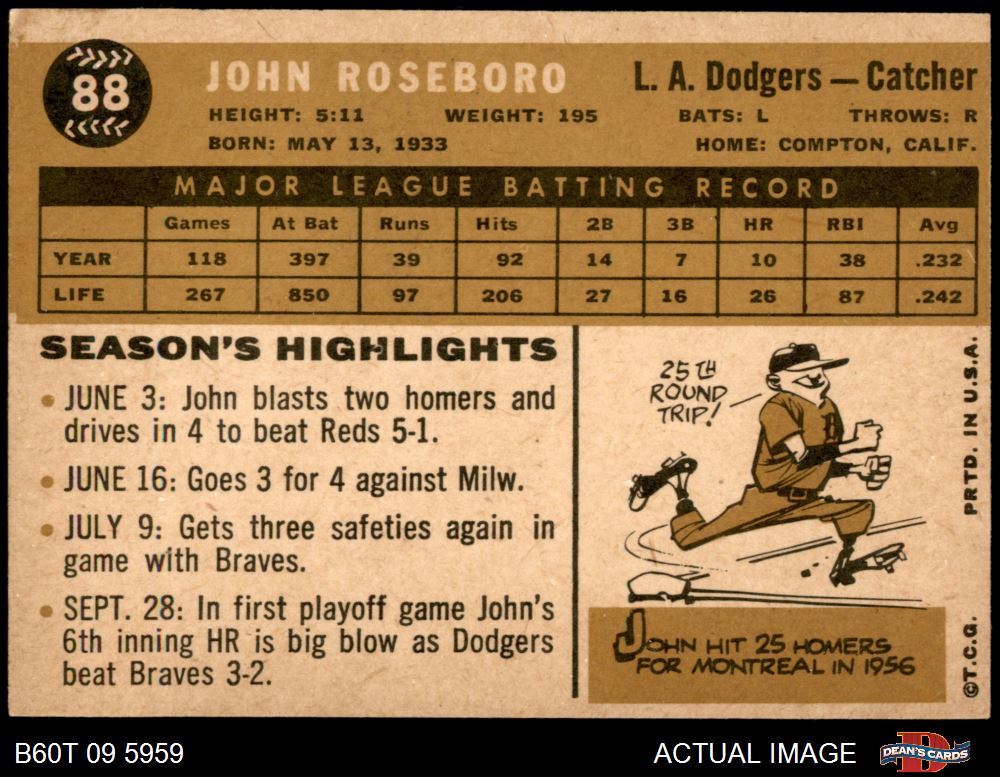 88
JOHN ROSEBORO
L. A. Dodgers — Catcher
HEIGHT: 5:11 WEIGHT: 195 BATS: L THROWS: R
BORN: MAY 13, 1933 HOME: COMPTON, CALIF.
MAJOR LEAGUE BATTING RECORD
Games At Bat Runs Hits 2B 3B HR RBI Avg
YEAR 118 397 39 92 14 7 10 38 .232
LIFE 267 850 97 206 27 16 26 87 .242
SEASON'S HIGHLIGHTS
• JUNE 3: John blasts two homers and
drives in 4 to beat Reds 5-1.
• JUNE 16: Goes 3 for 4 against Milw.
• JULY 9: Gets three safeties again in
game with Braves.
• SEPT. 28: In first playoff game John's
6th inning HR is big blow as Dodgers
beat Braves 3-2.
25TH
ROUND
TRIP!
B
JOHN HIT 25 HOMERS
FOR MONTREAL IN 1956
©T.C.G. PRTD. IN U.S.A.
B60T 09 5959
ACTUAL IMAGE
DEAN'S CARDS